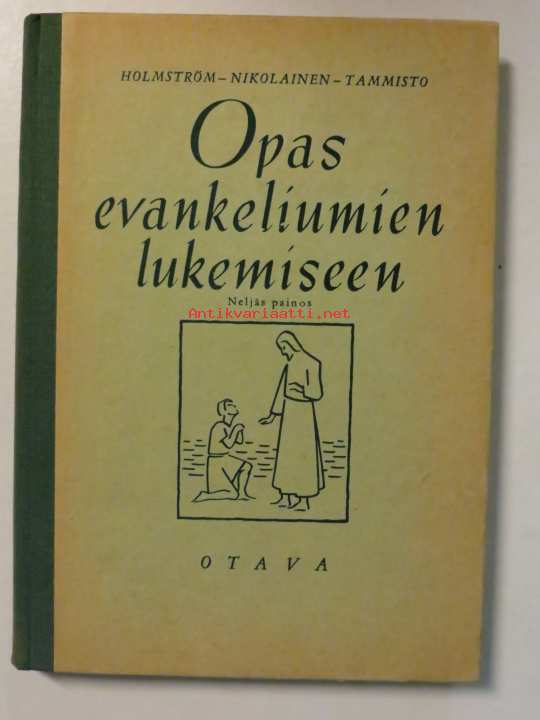 HOLMSTRÖM – NIKOLAINEN – TAMMISTO
Opas
evankeliumien
lukemiseen
Neljäs painos
Antikvariaatti.net
OTAVA